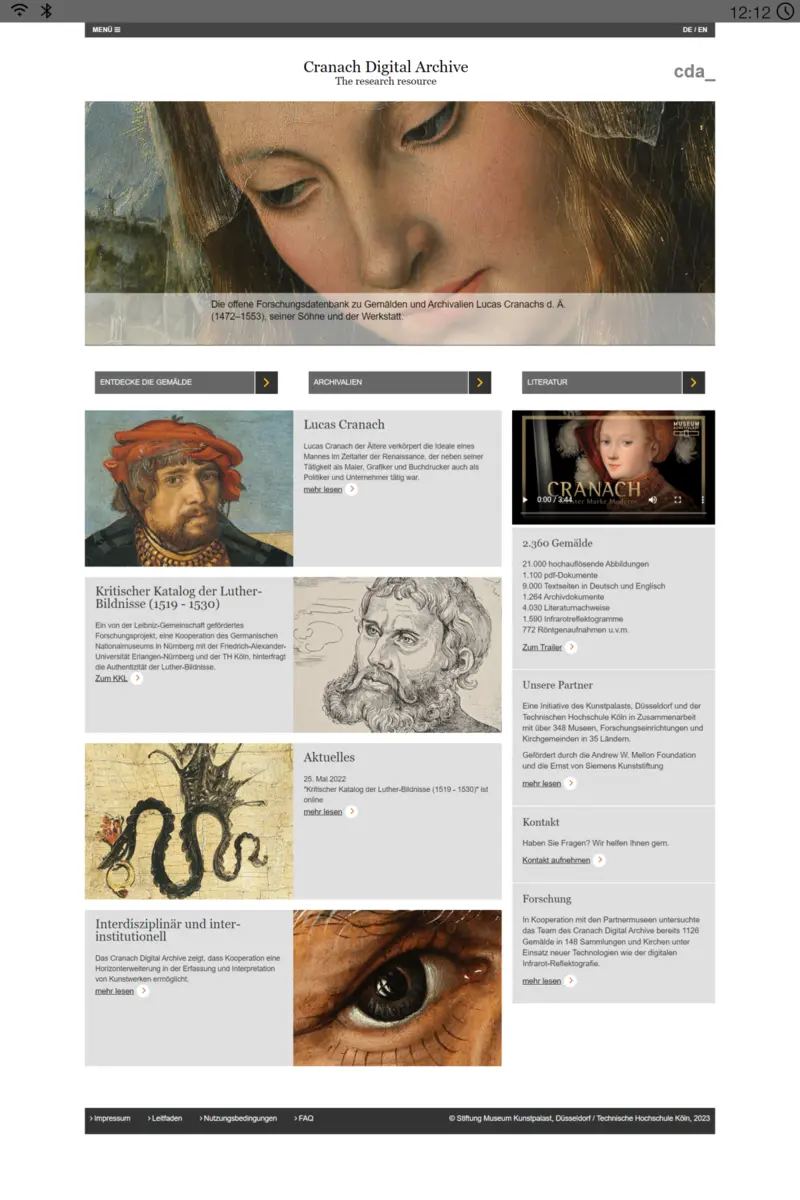 12:12
MENÜ
DE / EN
Cranach Digital Archive
The research resource
cda_
Die offene Forschungsdatenbank zu Gemälden und Archivalien Lucas Cranachs d. Ä.
(1472–1553), seiner Söhne und der Werkstatt.
ENTDECKE DIE GEMÄLDE
ARCHIVALIEN
LITERATUR
Lucas Cranach
Lucas Cranach der Ältere verkörpert die Ideale eines
Mannes im Zeitalter der Renaissance, der neben seiner
Tätigkeit als Maler, Grafiker und Buchdrucker auch als
Politiker und Unternehmer tätig war.
mehr lesen
Kritischer Katalog der Luther-
Bildnisse (1519 - 1530)
Ein von der Leibniz-Gemeinschaft gefördertes
Forschungsprojekt, eine Kooperation des Germanischen
Nationalmuseums in Nürnberg mit der Friedrich-Alexander-
Universität Erlangen-Nürnberg und der TH Köln, hinterfragt
die Authentizität der Luther-Bildnisse.
Zum KKL
Aktuelles
25. Mai 2022
"Kritischer Katalog der Luther-Bildnisse (1519 - 1530)" ist
online
mehr lesen
Interdisziplinär und inter-
institutionell
Das Cranach Digital Archive zeigt, dass Kooperation eine
Horizonterweiterung in der Erfassung und Interpretation
von Kunstwerken ermöglicht.
mehr lesen
MUSEUM
KUNSTPALAST
CRANACH
Meister Marke Moderne
0:00 / 3:44
2.360 Gemälde
21.000 hochauflösende Abbildungen
1.100 pdf-Dokumente
9.000 Textseiten in Deutsch und Englisch
1.264 Archivdokumente
4.030 Literaturnachweise
1.590 Infrarotreflektogramme
772 Röntgenaufnahmen u.v.m.
Zum Trailer
Unsere Partner
Eine Initiative des Kunstpalasts, Düsseldorf und der
Technischen Hochschule Köln in Zusammenarbeit
mit über 348 Museen, Forschungseinrichtungen und
Kirchgemeinden in 35 Ländern.
Gefördert durch die Andrew W. Mellon Foundation
und die Ernst von Siemens Kunststiftung
mehr lesen
Kontakt
Haben Sie Fragen? Wir helfen Ihnen gern.
Kontakt aufnehmen
Forschung
In Kooperation mit den Partnermuseen untersuchte
das Team des Cranach Digital Archive bereits 1126
Gemälde in 148 Sammlungen und Kirchen unter
Einsatz neuer Technologien wie der digitalen
Infrarot-Reflektografie.
mehr lesen
Impressum
Leitfaden
Nutzungsbedingungen
FAQ
© Stiftung Museum Kunstpalast, Düsseldorf / Technische Hochschule Köln, 2023